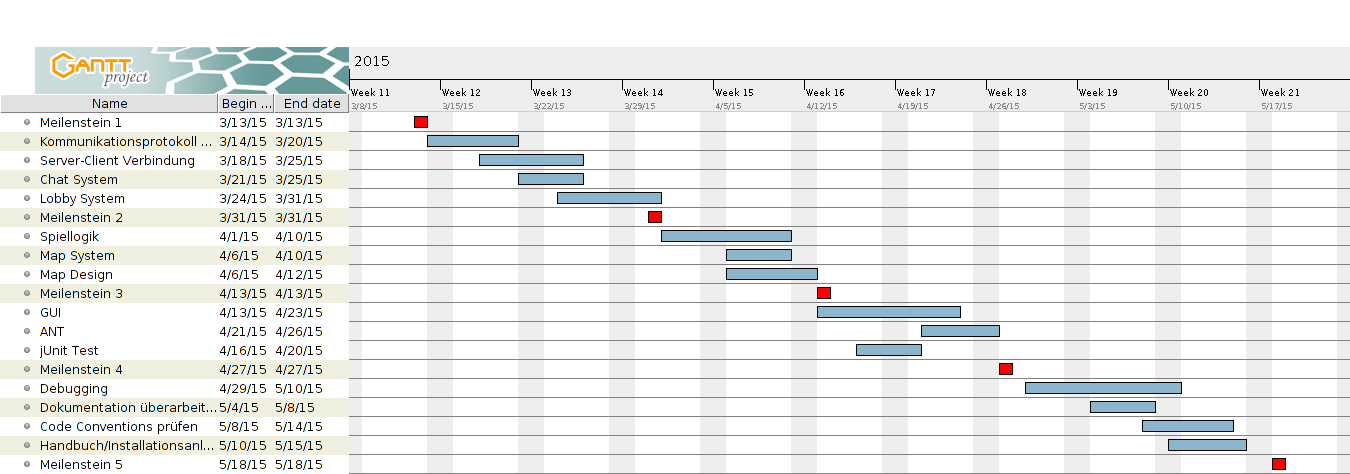 GANTT
project
2015
Week 11 Week 12 Week 13 Week 14 Week 15 Week 16 Week 17 Week 18 Week 19 Week 20 Week 21
3/8/15 3/15/15 3/22/15 3/29/15 4/5/15 4/12/15 4/19/15 4/26/15 5/3/15 5/10/15 5/17/15
Name Begin ... End date
Meilenstein 1 3/13/15 3/13/15
Kommunikationsprotokoll ... 3/14/15 3/20/15
Server-Client Verbindung 3/18/15 3/25/15
Chat System 3/21/15 3/25/15
Lobby System 3/24/15 3/31/15
Meilenstein 2 3/31/15 3/31/15
Spiellogik 4/1/15 4/10/15
Map System 4/6/15 4/10/15
Map Design 4/6/15 4/12/15
Meilenstein 3 4/13/15 4/13/15
GUI 4/13/15 4/23/15
ANT 4/21/15 4/26/15
jUnit Test 4/16/15 4/20/15
Meilenstein 4 4/27/15 4/27/15
Debugging 4/29/15 5/10/15
Dokumentation überarbeit... 5/4/15 5/8/15
Code Conventions prüfen 5/8/15 5/14/15
Handbuch/Installationsanl... 5/10/15 5/15/15
Meilenstein 5 5/18/15 5/18/15